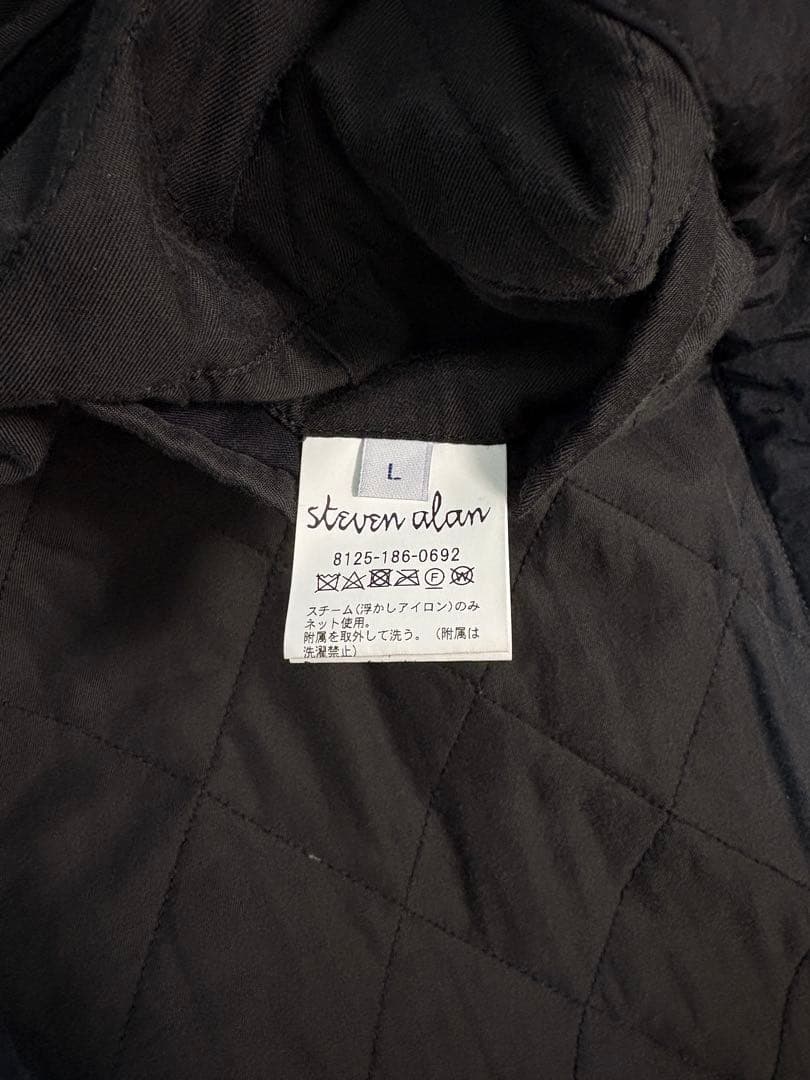 L
steven alan
8125-186-0692
F W
スチーム(浮かしアイロン)のみ
ネット使用。
附属を取外して洗う。(附属は
洗濯禁止)